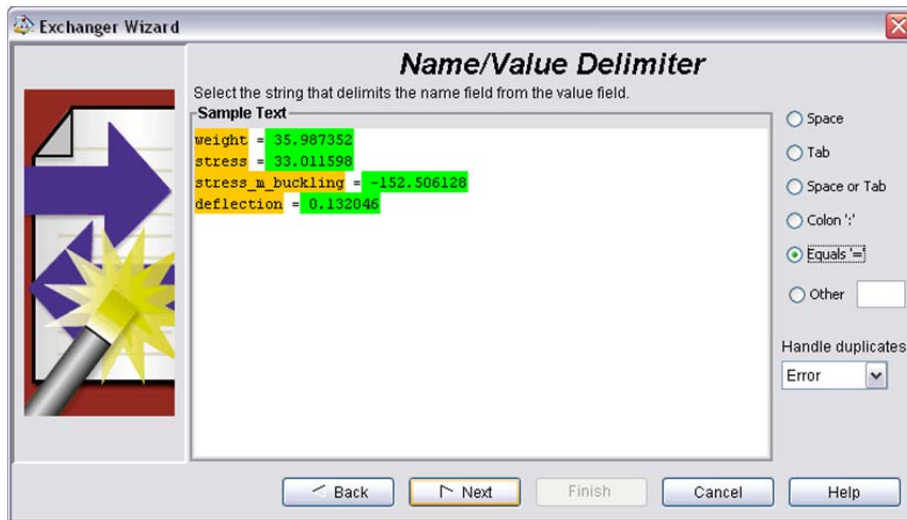 Exchanger Wizard
Name/Value Delimiter
Select the string that delimits the name field from the value field.
Sample Text
weight = 35.987352
stress = 33.011598
stress_m_buckling = -152.506128
deflection = 0.132046
Space
Tab
Space or Tab
Colon ':'
Equals '='
Other
Handle duplicates
Error
Back Next Finish Cancel Help